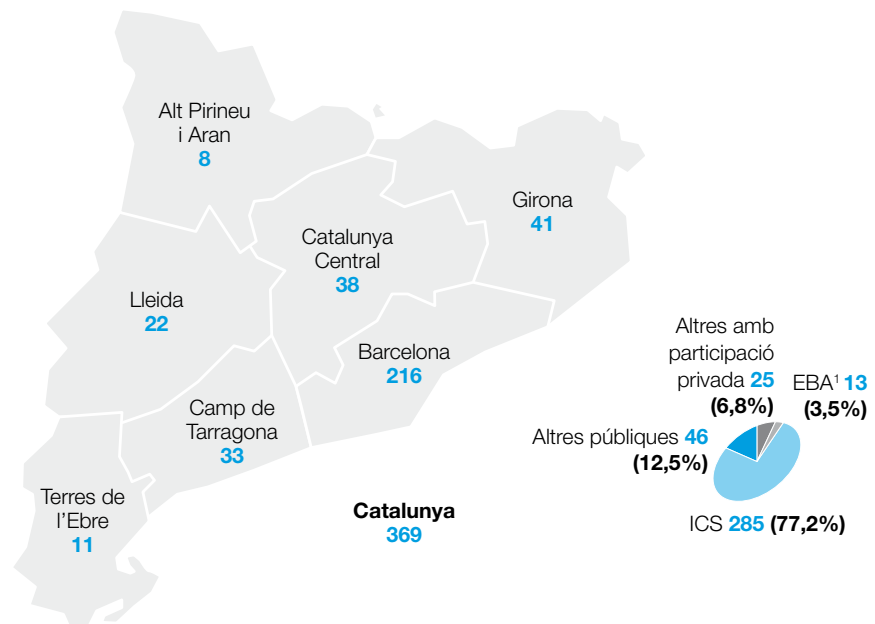 Alt Pirineu
i Aran
8
Girona
41
Catalunya
Central
38
Lleida
22
Barcelona
216
Camp de
Tarragona
33
Terres de
l’Ebre
11
Catalunya
369
Altres amb
participació
privada 25
(6,8%)
EBA¹ 13
(3,5%)
Altres públiques 46
(12,5%)
ICS 285 (77,2%)